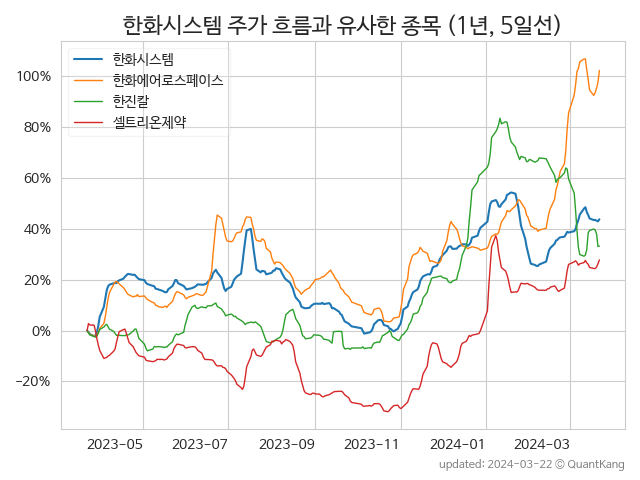 한화시스템 주가 흐름과 유사한 종목 (1년, 5일선)
한화시스템
한화에어로스페이스
한진칼
셀트리온제약
100%
80%
60%
40%
20%
0%
−20%
2023-05
2023-07
2023-09
2023-11
2024-01
2024-03
updated: 2024-03-22 © QuantKang